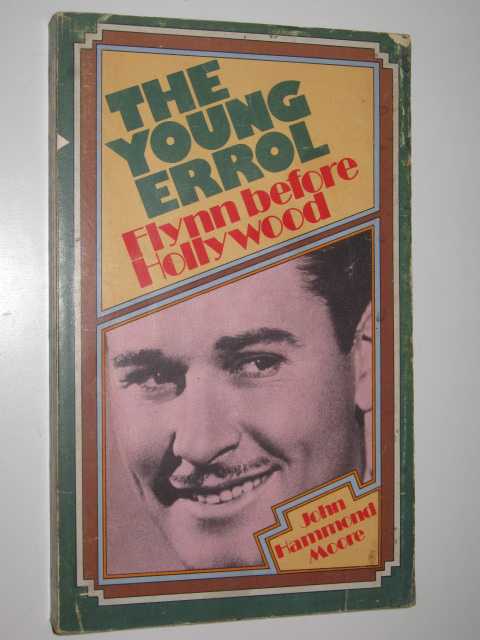 THE
YOUNG
ERROL
Flynn before
Hollywood
John
Hammond
Moore